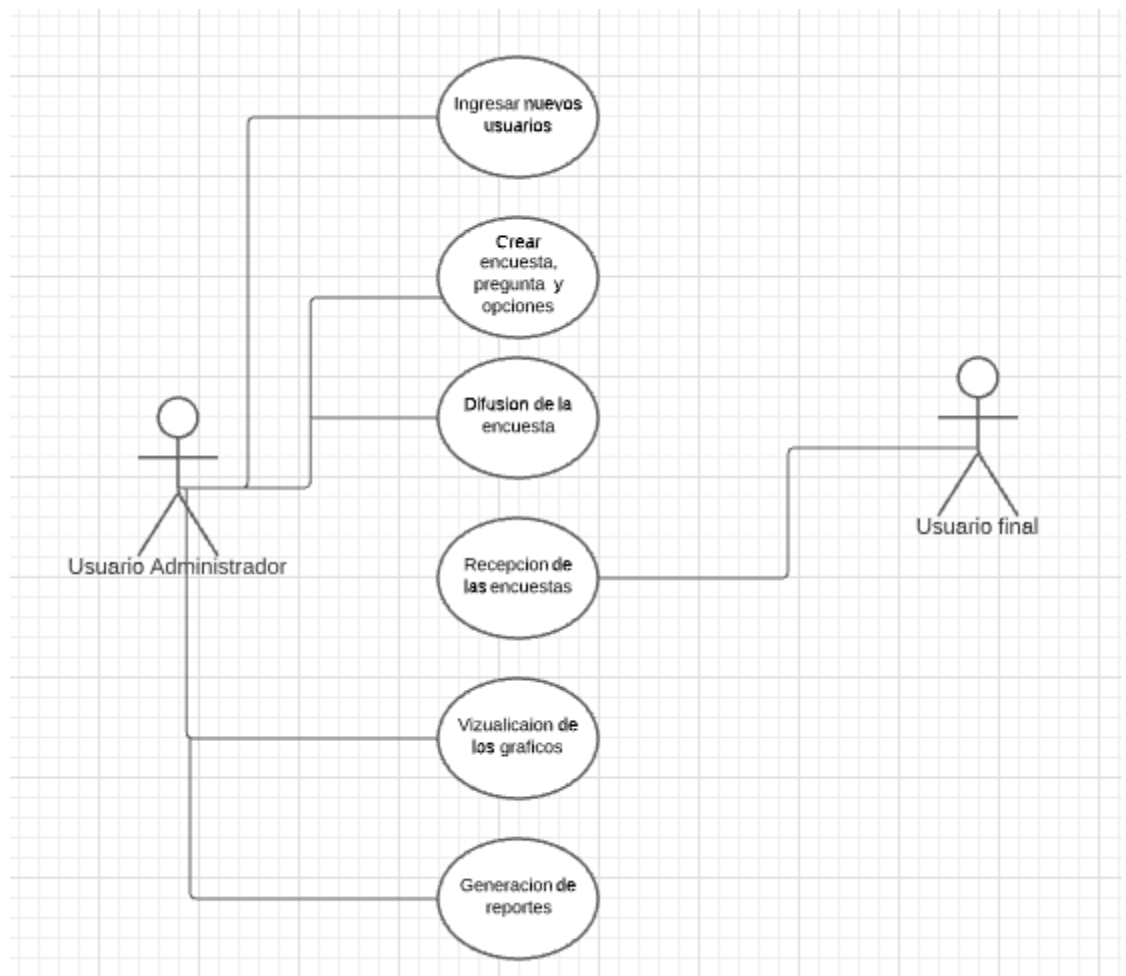 Ingresar nuevos
usuarios
Crear
encuesta,
pregunta y
opciones
Difusion de la
encuesta
Usuario final
Usuario Administrador
Recepcion de
las encuestas
Vizualicaion de
los graficos
Generacion de
reportes